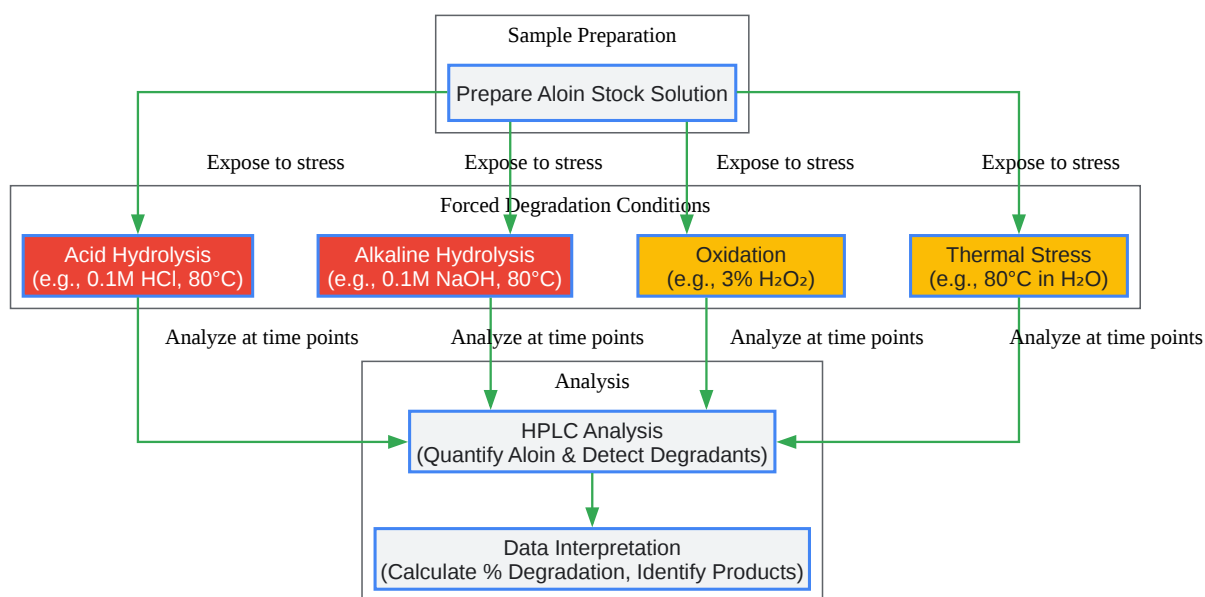 Sample Preparation
Prepare Aloin Stock Solution
Expose to stress
Expose to stress
Expose to stress
Expose to stress
Forced Degradation Conditions
Acid Hydrolysis
(e.g., 0.1M HCl, 80°C)
Alkaline Hydrolysis
(e.g., 0.1M NaOH, 80°C)
Oxidation
(e.g., 3% H₂O₂)
Thermal Stress
(e.g., 80°C in H₂O)
Analyze at time points
Analyze at time points
Analyze at time points
Analyze at time points
Analysis
HPLC Analysis
(Quantify Aloin & Detect Degradants)
Data Interpretation
(Calculate % Degradation, Identify Products)